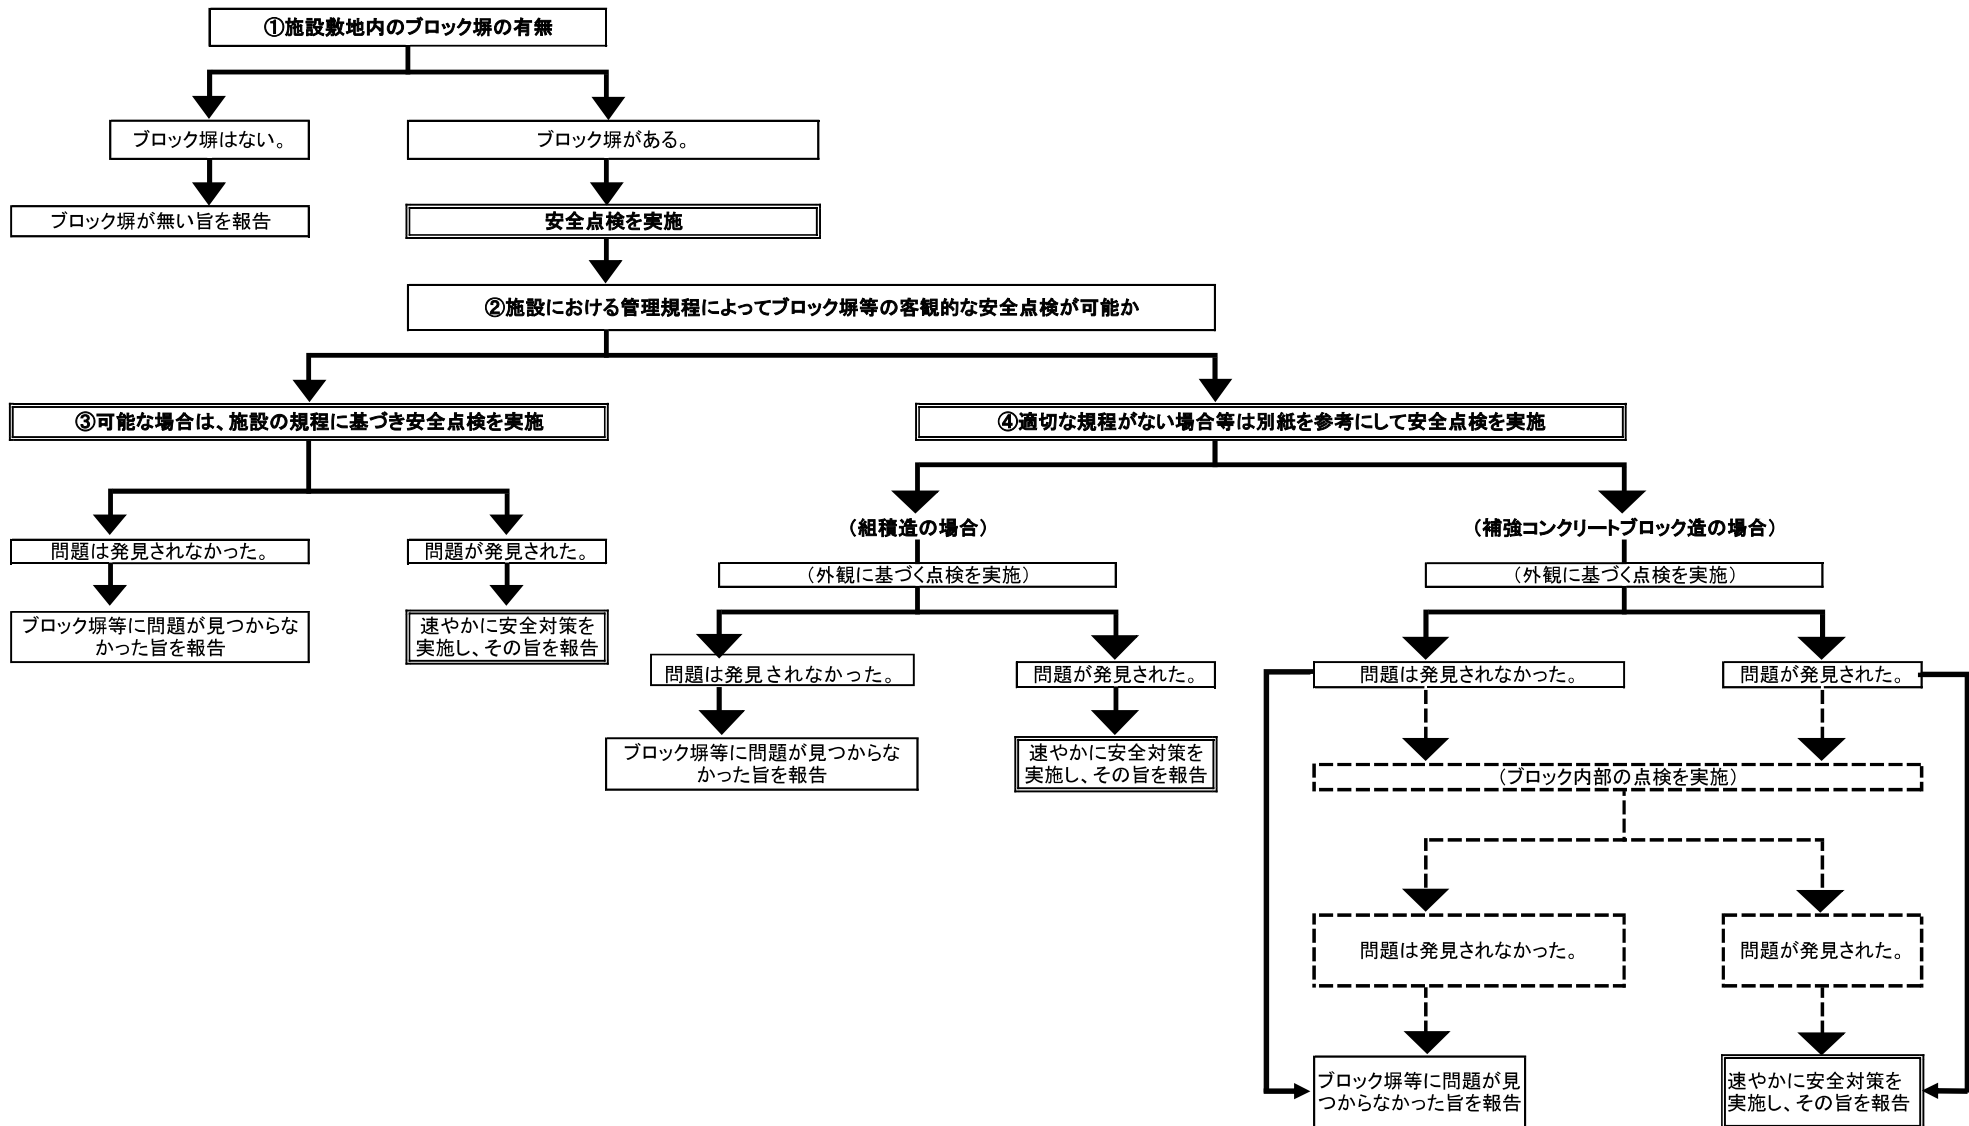 ①施設敷地内のブロック塀の有無
ブロック塀はない。
ブロック塀がある。
ブロック塀が無い旨を報告
安全点検を実施
②施設における管理規程によってブロック塀等の客観的な安全点検が可能か
③可能な場合は、施設の規程に基づき安全点検を実施
④適切な規程がない場合等は別紙を参考にして安全点検を実施
問題は発見されなかった。
問題が発見された。
ブロック塀等に問題が見つからな
かった旨を報告
速やかに安全対策を
実施し、その旨を報告
（組積造の場合）
（補強コンクリートブロック造の場合）
（外観に基づく点検を実施）
（外観に基づく点検を実施）
問題は発見されなかった。
問題が発見された。
問題は発見されなかった。
問題が発見された。
ブロック塀等に問題が見つからな
かった旨を報告
速やかに安全対策を
実施し、その旨を報告
（ブロック内部の点検を実施）
問題は発見されなかった。
問題が発見された。
ブロック塀等に問題が見
つからなかった旨を報告
速やかに安全対策を
実施し、その旨を報告